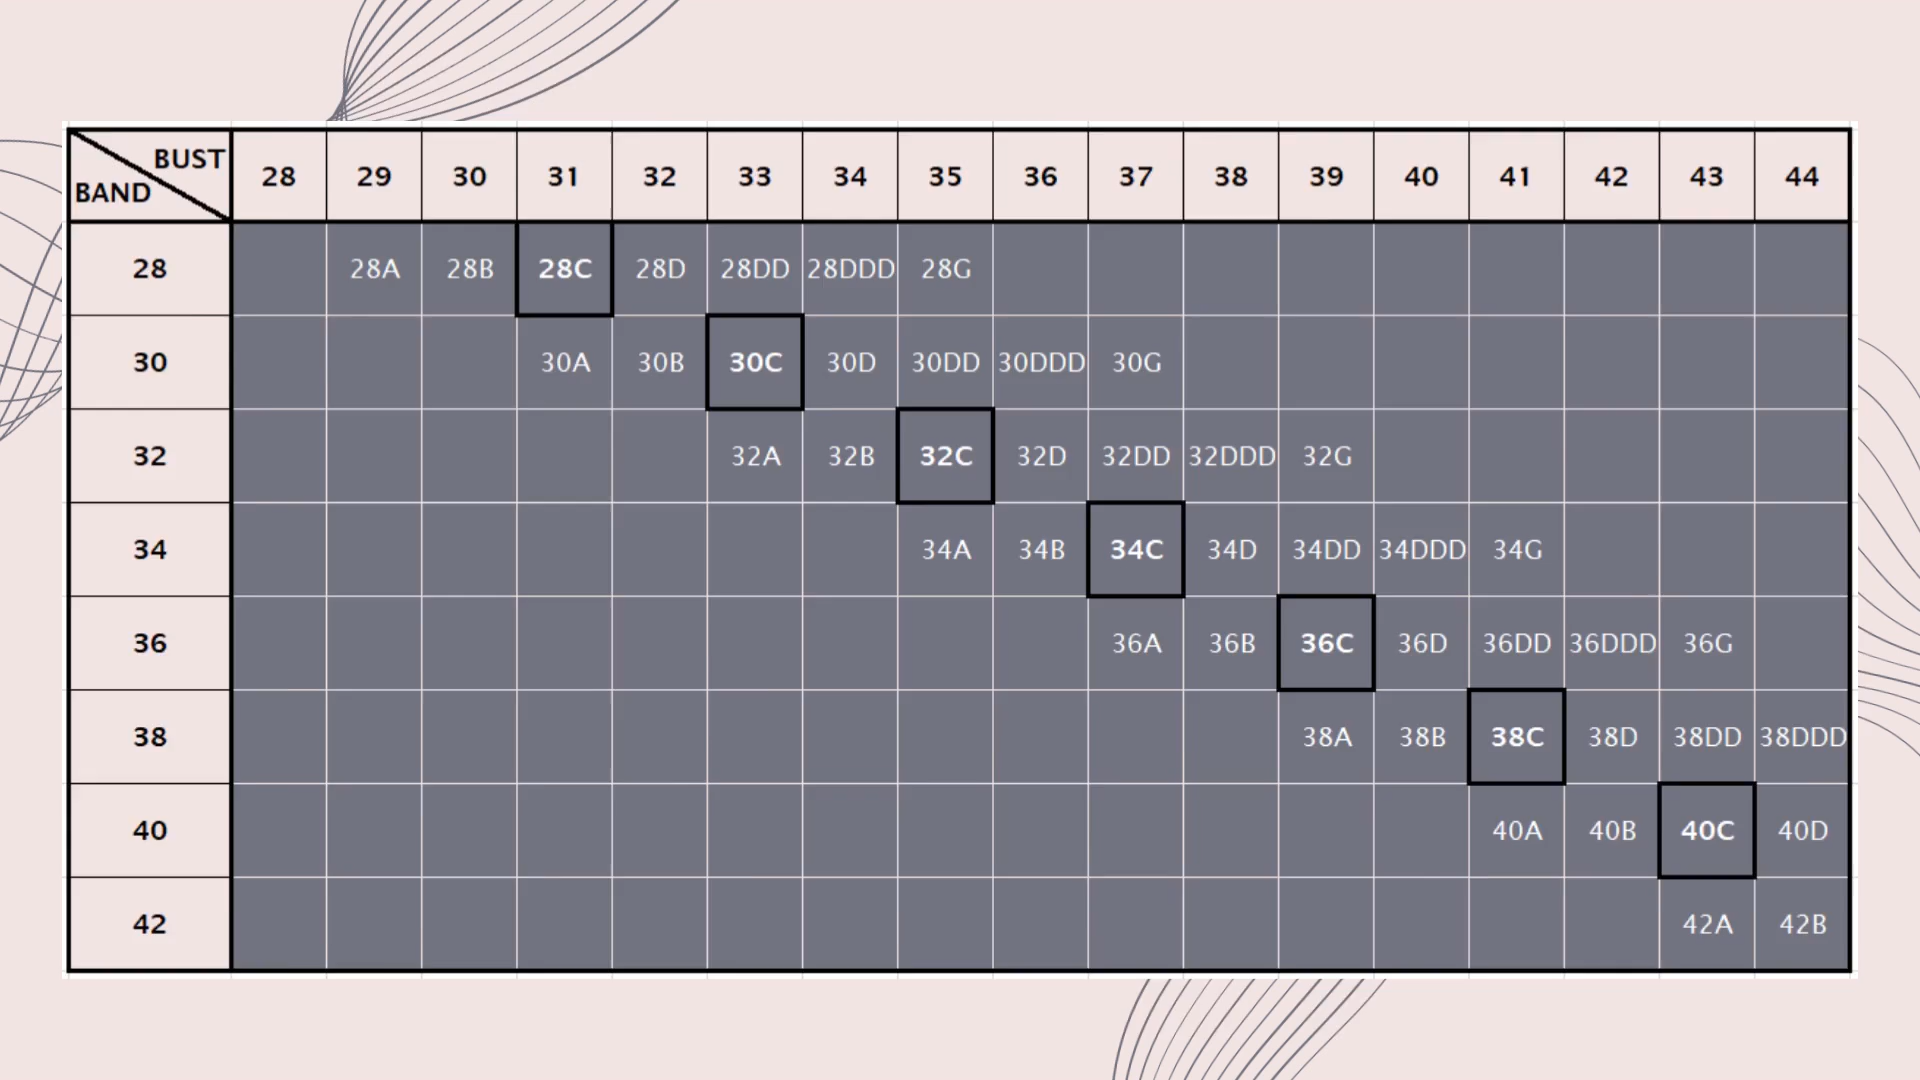 BUST
BAND
28 29 30 31 32 33 34 35 36 37 38 39 40 41 42 43 44
28 28A 28B 28C 28D 28DD 28DDD 28G
30 30A 30B 30C 30D 30DD 30DDD 30G
32 32A 32B 32C 32D 32DD 32DDD 32G
34 34A 34B 34C 34D 34DD 34DDD 34G
36 36A 36B 36C 36D 36DD 36DDD 36G
38 38A 38B 38C 38D 38DD 38DDD
40 40A 40B 40C 40D
42 42A 42B